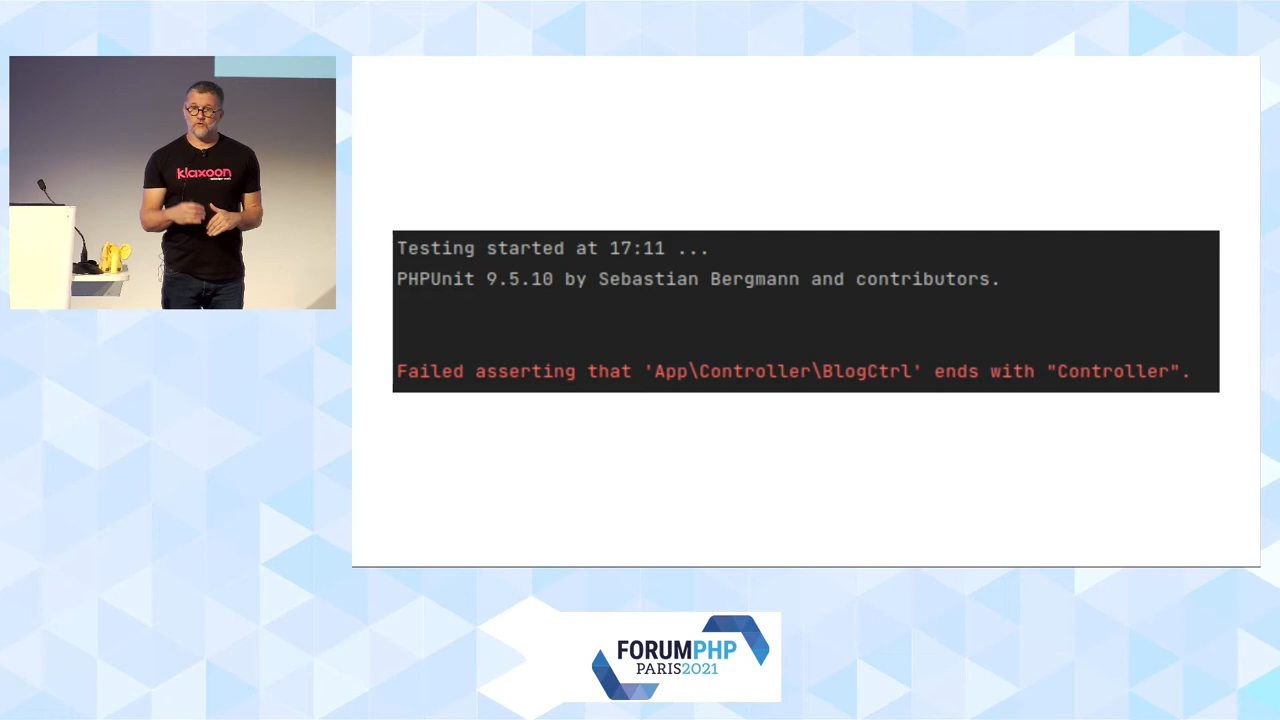 klaxoon
Testing started at 17:11 ...
PHPUnit 9.5.10 by Sebastian Bergmann and contributors.
Failed asserting that 'App\Controller\BlogCtrl' ends with "Controller".
FORUMPHP
PARIS2021